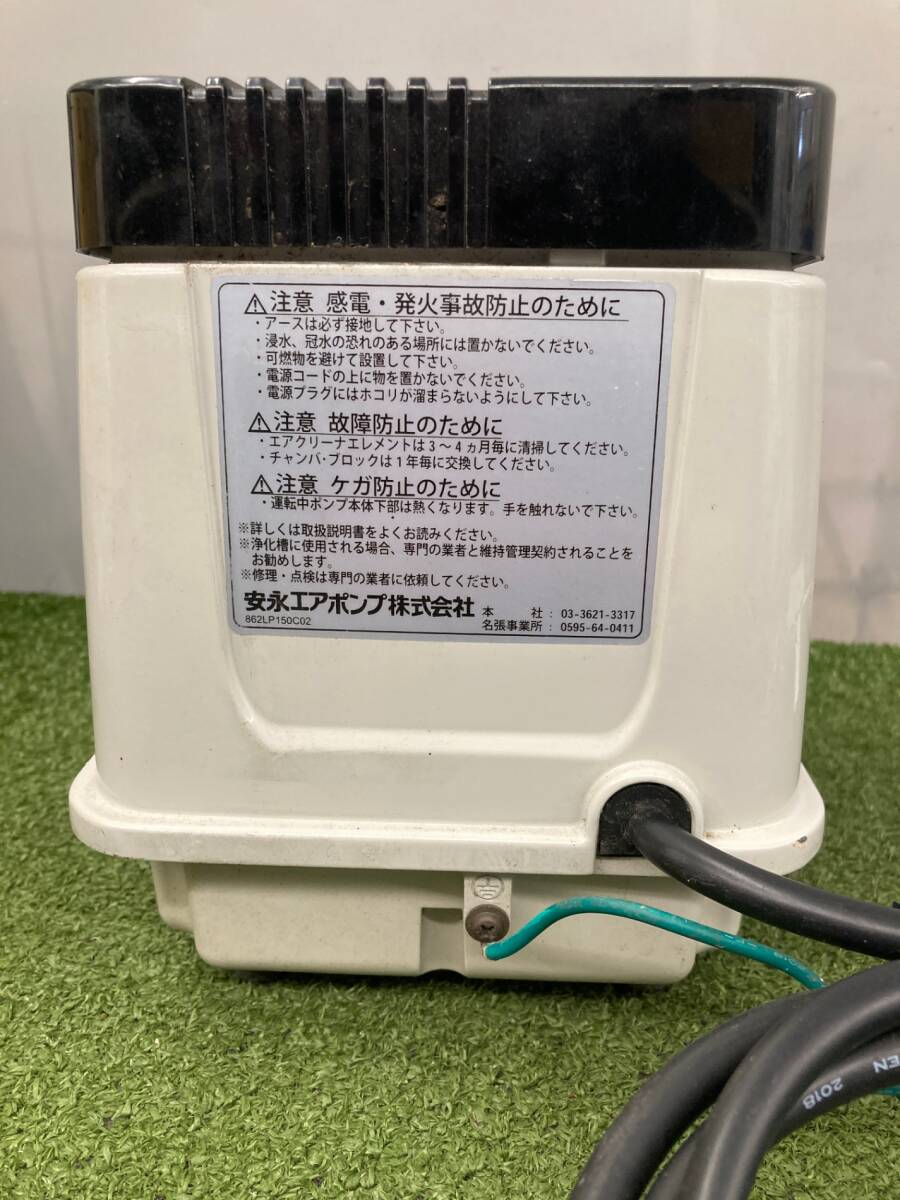 ⚠注意 感電・発火事故防止のために
・アースは必ず接地して下さい。
・浸水、冠水の恐れのある場所には置かないでください。
・可燃物を避けて設置して下さい。
・電源コードの上に物を置かないでください。
・電源プラグにはホコリが溜まらないようにして下さい。
⚠注意 故障防止のために
・エアクリーナエレメントは3〜4ヵ月毎に清掃してください。
・チャンバ・ブロックは1年毎に交換してください。
⚠注意 ケガ防止のために
・運転中ポンプ本体下部は熱くなります。手を触れないで下さい。
※詳しくは取扱説明書をよくお読みください。
※浄化槽に使用される場合、専門の業者と維持管理契約されることを
お勧めします。
※修理・点検は専門の業者に依頼してください。
安永エアポンプ株式会社 本 社 : 03-3621-3317
862LP150C02 名張事業所 : 0595-64-0411
2018
EN